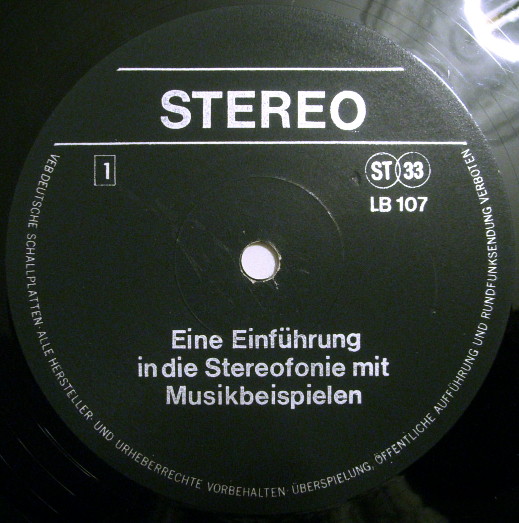 STEREO
1
ST 33
LB 107
Eine Einführung
in die Stereofonie mit
Musikbeispielen
VEB DEUTSCHE SCHALLPLATTEN · ALLE HERSTELLER- UND URHEBERRECHTE VORBEHALTEN · ÜBERSPIELUNG, ÖFFENTLICHE AUFFÜHRUNG UND RUNDFUNKSENDUNG VERBOTEN